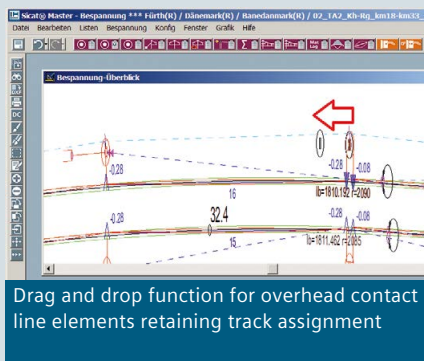 Sicat® Master - Bespannung *** Fürth(R) / Dänemark(R) / Banedanmark(R) / 02_TA2_Kh-Rg_km18-km33_
Datei Bearbeiten Listen Bespannung Konfig Fenster Grafik Hilfe
Bespannung-Überblick
-0.28
-0.28
-0.08
16
lb=1810.192 r=2090
-0.28
32.4
-0.28
-0.08
15
lb=1811.462 r=2085
Drag and drop function for overhead contact
line elements retaining track assignment